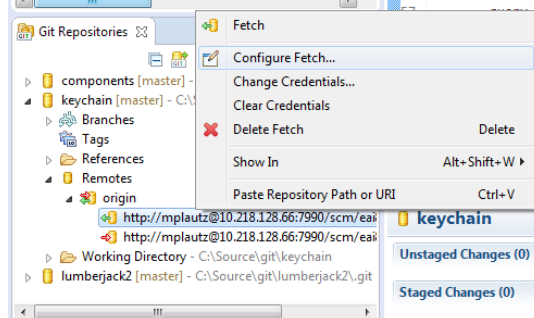 Git Repositories
Fetch
Configure Fetch...
Change Credentials...
Clear Credentials
Delete Fetch Delete
Show In Alt+Shift+W
Paste Repository Path or URI Ctrl+V
components [master] -
keychain [master] - C:\
Branches
Tags
References
Remotes
origin
http://mplautz@10.218.128.66:7990/scm/eai
http://mplautz@10.218.128.66:7990/scm/eai
Working Directory - C:\Source\git\keychain
lumberjack2 [master] - C:\Source\git\lumberjack2\.git
keychain
Unstaged Changes (0)
Staged Changes (0)